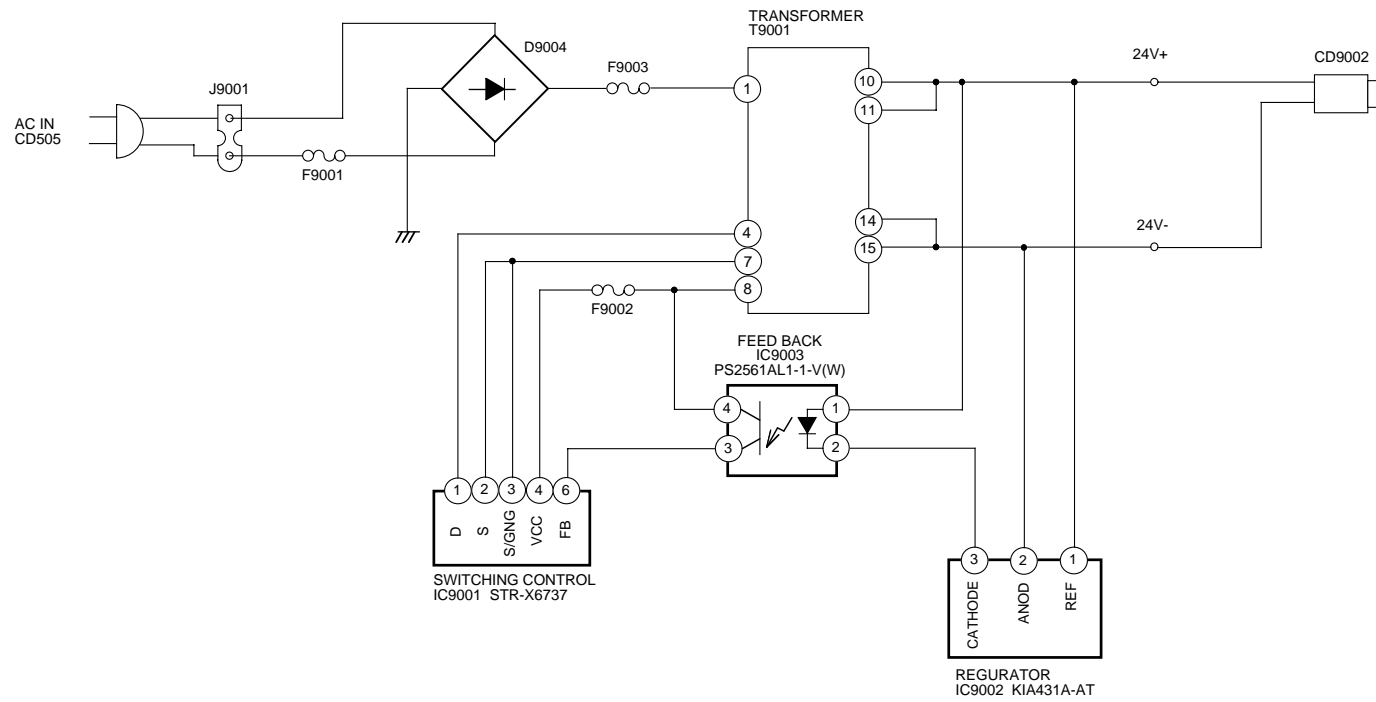 TRANSFORMER
T9001
D9004
F9003
J9001
AC IN
CD505
F9001
1
10
11
24V+
CD9002
4
7
8
14
15
24V-
F9002
FEED BACK
IC9003
PS2561AL1-1-V(W)
4
1
3
2
1
2
3
4
6
D
S
S/GNG
VCC
FB
SWITCHING CONTROL
IC9001 STR-X6737
3
2
1
CATHODE
ANOD
REF
REGURATOR
IC9002 KIA431A-AT